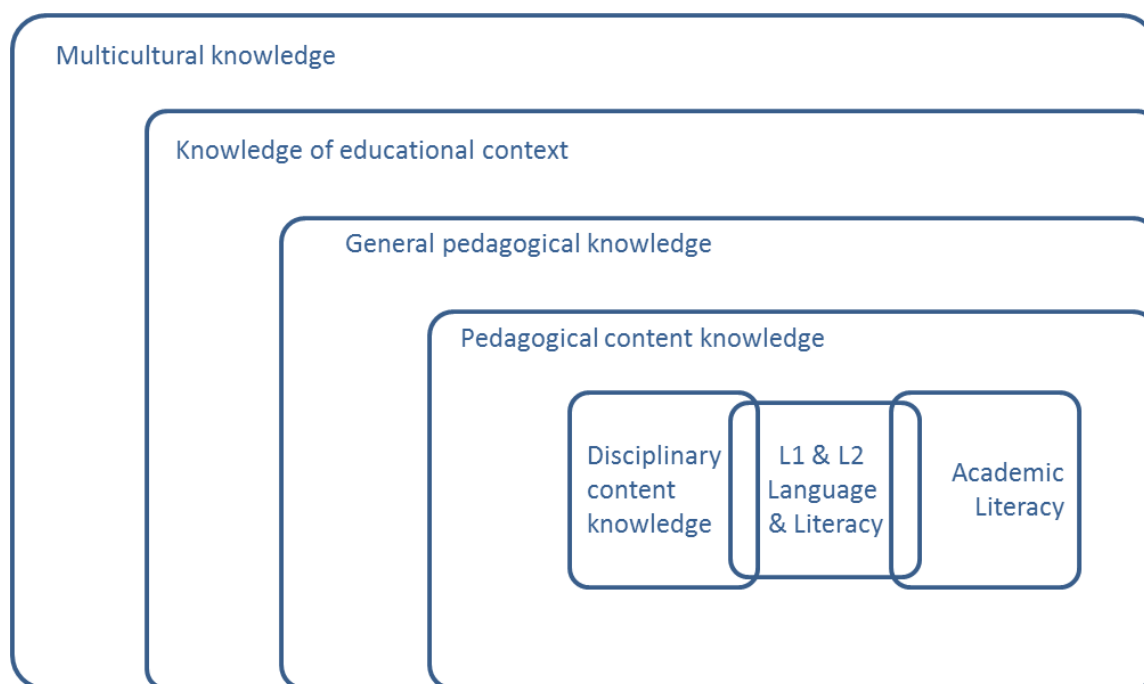 Multicultural knowledge
Knowledge of educational context
General pedagogical knowledge
Pedagogical content knowledge
Disciplinary
content
knowledge
L1 & L2
Language
& Literacy
Academic
Literacy